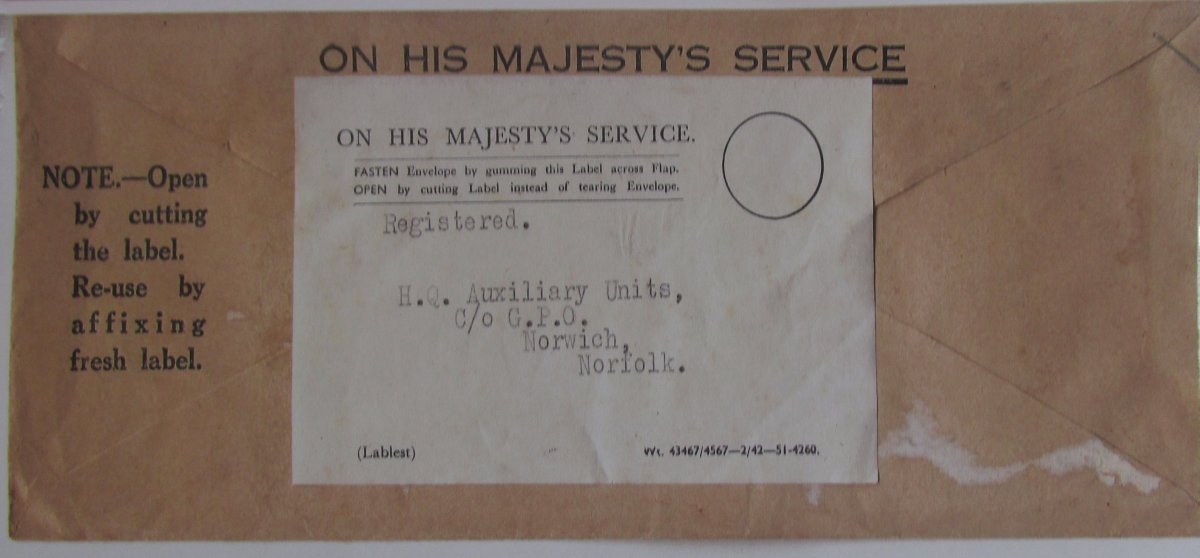 ON HIS MAJESTY'S SERVICE
NOTE.—Open
by cutting
the label.
Re-use by
affixing
fresh label.
ON HIS MAJESTY'S SERVICE.
FASTEN Envelope by gumming this Label across Flap.
OPEN by cutting Label instead of tearing Envelope.
Registered.
H.Q. Auxiliary Units,
C/o G.P.O.
Norwich,
Norfolk.
(Lablest)
Wt. 43467/4567—2/42—51-4260.